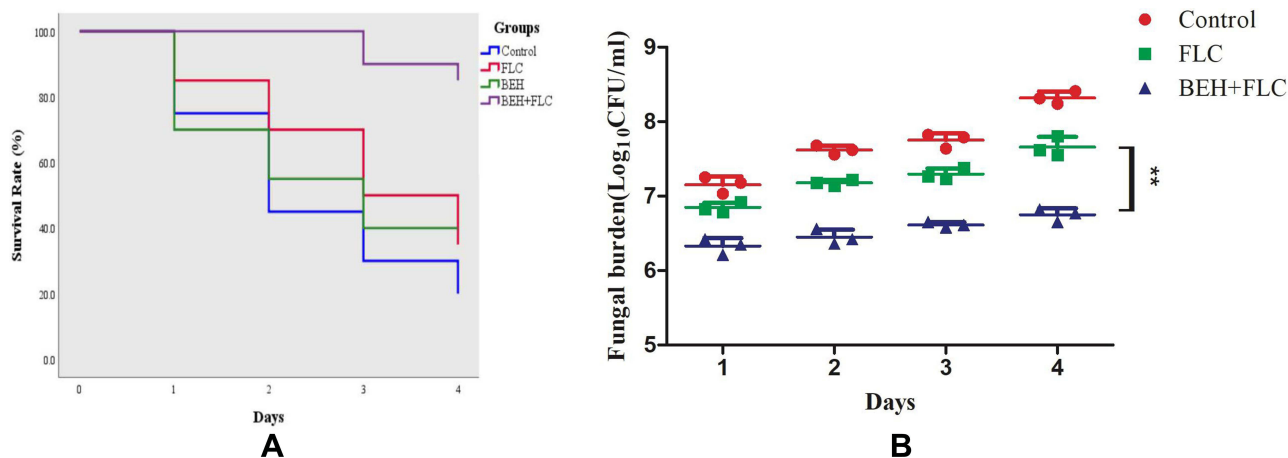 100.0
80.0
60.0
40.0
20.0
0.0
Survival Rate (%)
0 1 2 3 4
Days
Groups
Control
FLC
BEH
BEH+FLC
A
9
8
7
6
5
Fungal burden(Log10CFU/ml)
1 2 3 4
Days
Control
FLC
BEH+FLC
**
B